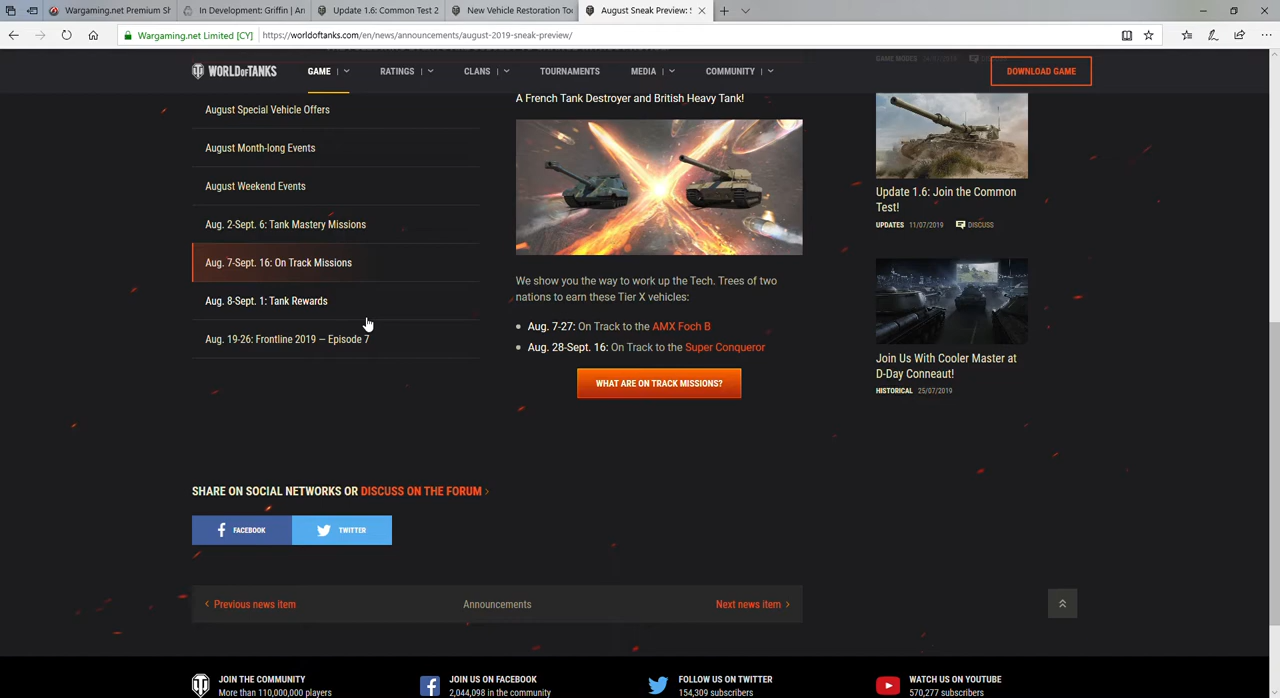 Wargaming.net Premium Sh
In Development: Griffin | Arm
Update 1.6: Common Test 2
New Vehicle Restoration Too
August Sneak Preview: S
Wargaming.net Limited [CY]
https://worldoftanks.com/en/news/announcements/august-2019-sneak-preview/
WORLD OF TANKS
GAME
RATINGS
CLANS
TOURNAMENTS
MEDIA
COMMUNITY
DOWNLOAD GAME
August Special Vehicle Offers
August Month-long Events
August Weekend Events
Aug. 2-Sept. 6: Tank Mastery Missions
Aug. 7-Sept. 16: On Track Missions
Aug. 8-Sept. 1: Tank Rewards
Aug. 19-26: Frontline 2019 – Episode 7
A French Tank Destroyer and British Heavy Tank!
We show you the way to work up the Tech. Trees of two
nations to earn these Tier X vehicles:
Aug. 7-27: On Track to the AMX Foch B
Aug. 28-Sept. 16: On Track to the Super Conqueror
WHAT ARE ON TRACK MISSIONS?
Update 1.6: Join the Common
Test!
UPDATES 11/07/2019 DISCUSS
Join Us With Cooler Master at
D-Day Conneaut!
HISTORICAL 25/07/2019
SHARE ON SOCIAL NETWORKS OR DISCUSS ON THE FORUM
FACEBOOK
TWITTER
Previous news item
Announcements
Next news item
JOIN THE COMMUNITY
More than 110,000,000 players
JOIN US ON FACEBOOK
2,044,098 in the community
FOLLOW US ON TWITTER
154,309 subscribers
WATCH US ON YOUTUBE
570,277 subscribers